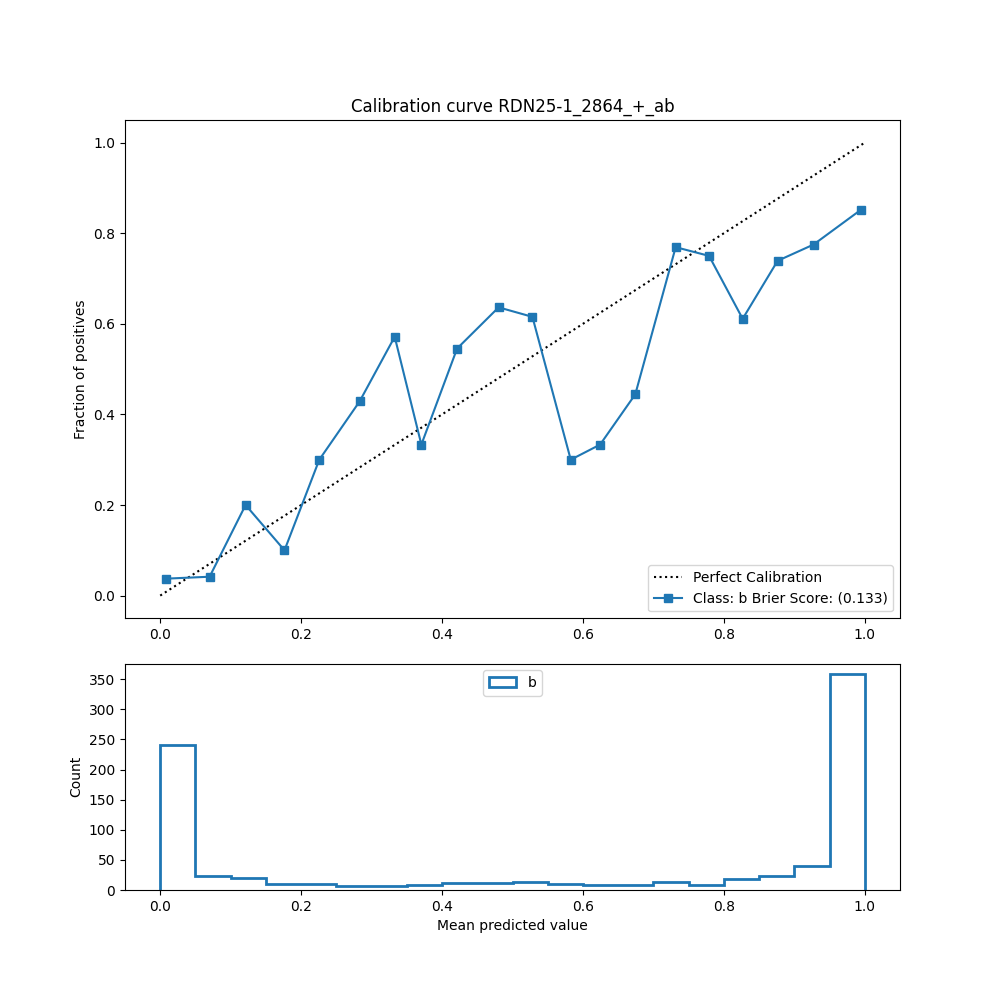 Calibration curve RDN25-1_2864_+_ab
1.0
0.8
0.6
0.4
0.2
0.0
Fraction of positives
Perfect Calibration
Class: b Brier Score: (0.133)
0.0 0.2 0.4 0.6 0.8 1.0
b
350
300
250
200
150
100
50
0
Count
0.0 0.2 0.4 0.6 0.8 1.0
Mean predicted value